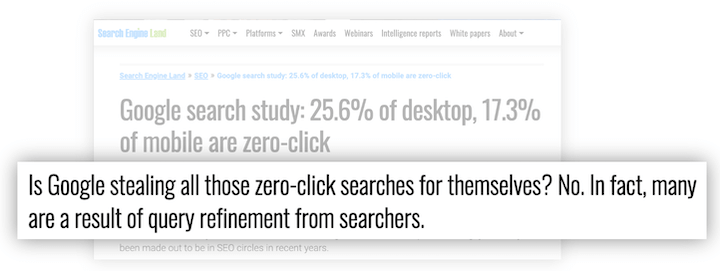 Search Engine Land SEO PPC Platforms SMX Awards Webinars Intelligence reports White papers About
Search Engine Land » SEO » Google search study: 25.6% of desktop, 17.3% of mobile are zero-click
Google search study: 25.6% of desktop, 17.3%
of mobile are zero-click
Is Google stealing all those zero-click searches for themselves? No. In fact, many
are a result of query refinement from searchers.
been made out to be in SEO circles in recent years.